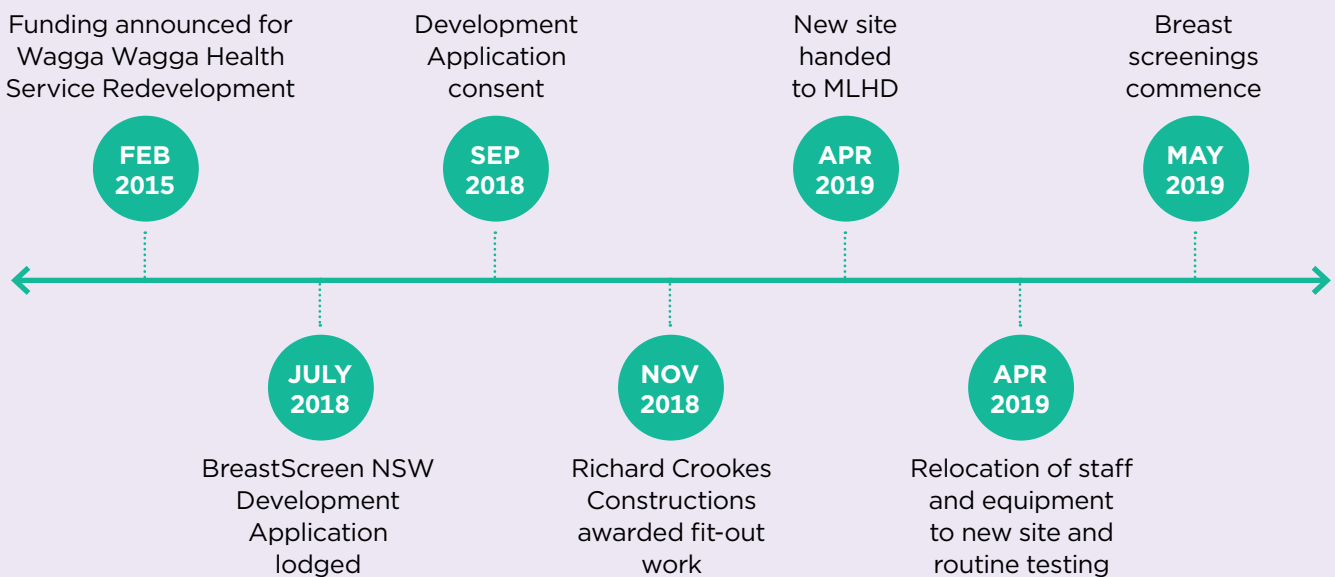 Funding announced for
Wagga Wagga Health
Service Redevelopment
FEB
2015
JULY
2018
BreastScreen NSW
Development
Application
lodged
Development
Application
consent
SEP
2018
NOV
2018
Richard Crookes
Constructions
awarded fit-out
work
New site
handed
to MLHD
APR
2019
APR
2019
Relocation of staff
and equipment
to new site and
routine testing
Breast
screenings
commence
MAY
2019